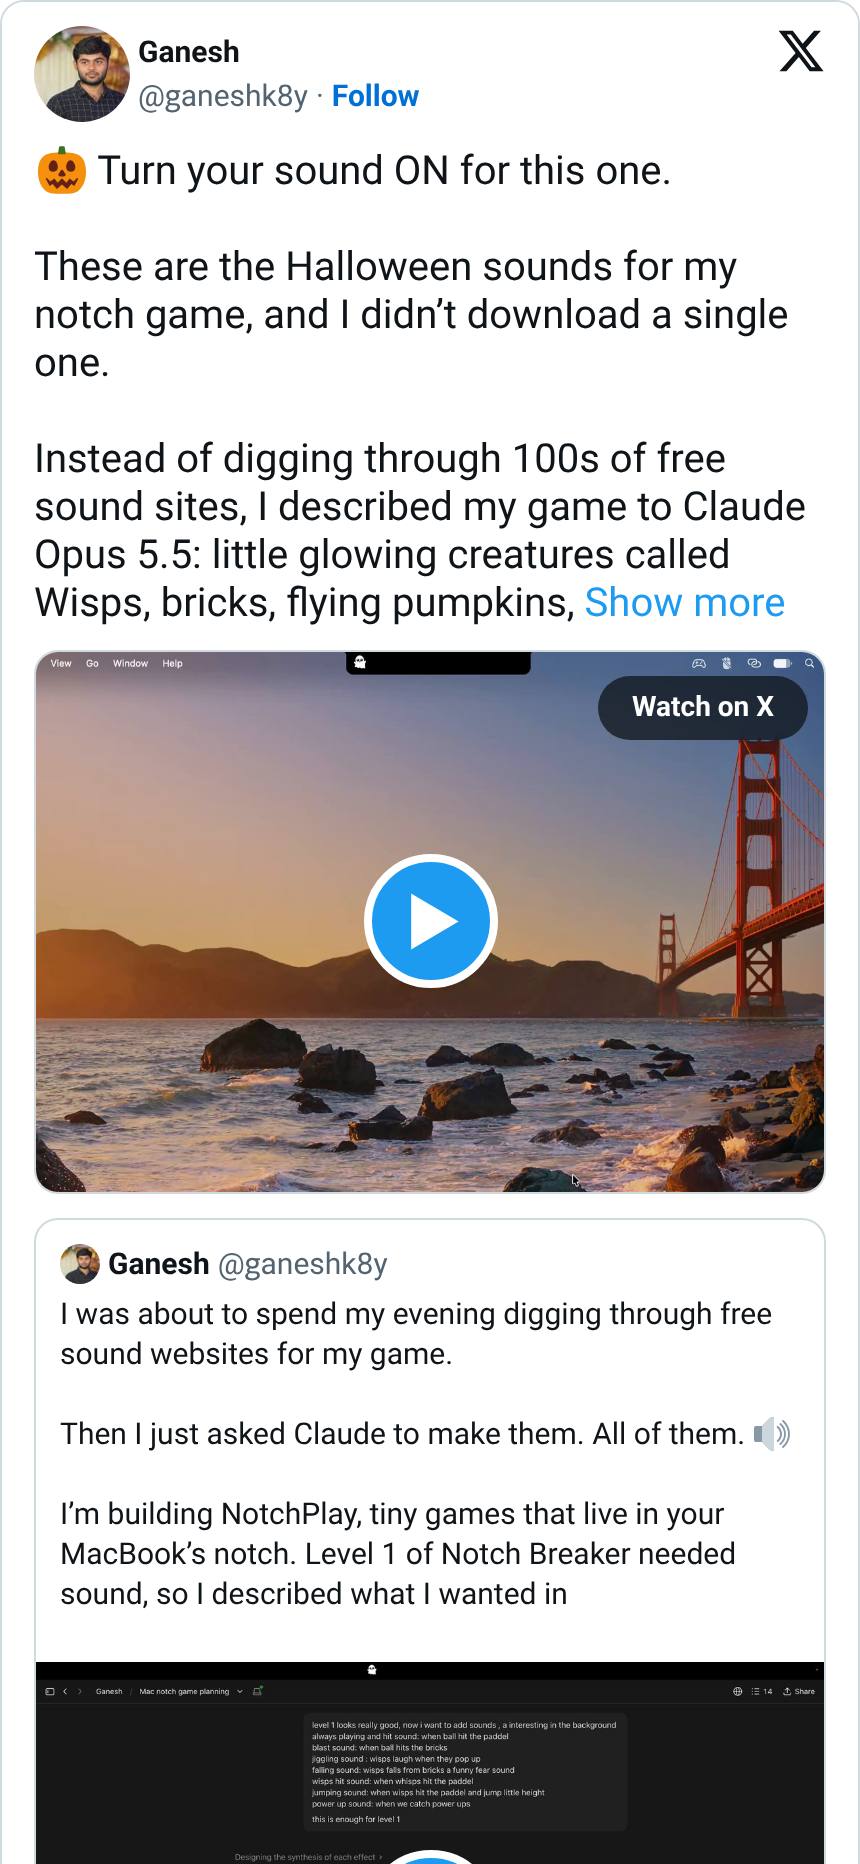 Ganesh
@ganeshk8y · Follow
🎃 Turn your sound ON for this one.
These are the Halloween sounds for my
notch game, and I didn’t download a single
one.
Instead of digging through 100s of free
sound sites, I described my game to Claude
Opus 5.5: little glowing creatures called
Wisps, bricks, flying pumpkins, Show more
View Go Window Help
Watch on X
Ganesh @ganeshk8y
I was about to spend my evening digging through free
sound websites for my game.
Then I just asked Claude to make them. All of them. 🔊
I’m building NotchPlay, tiny games that live in your
MacBook’s notch. Level 1 of Notch Breaker needed
sound, so I described what I wanted in
Ganesh / Mac notch game planning
14 Share
level 1 looks really good, now i want to add sounds , a interesting in the background
always playing and hit sound: when ball hit the paddel
blast sound: when ball hits the bricks
jiggling sound : wisps laugh when they pop up
falling sound: wisps falls from bricks a funny fear sound
wisps hit sound: when whisps hit the paddel
jumping sound: when wisps hit the paddel and jump little height
power up sound: when we catch power ups
this is enough for level 1
Designing the synthesis of each effect ›